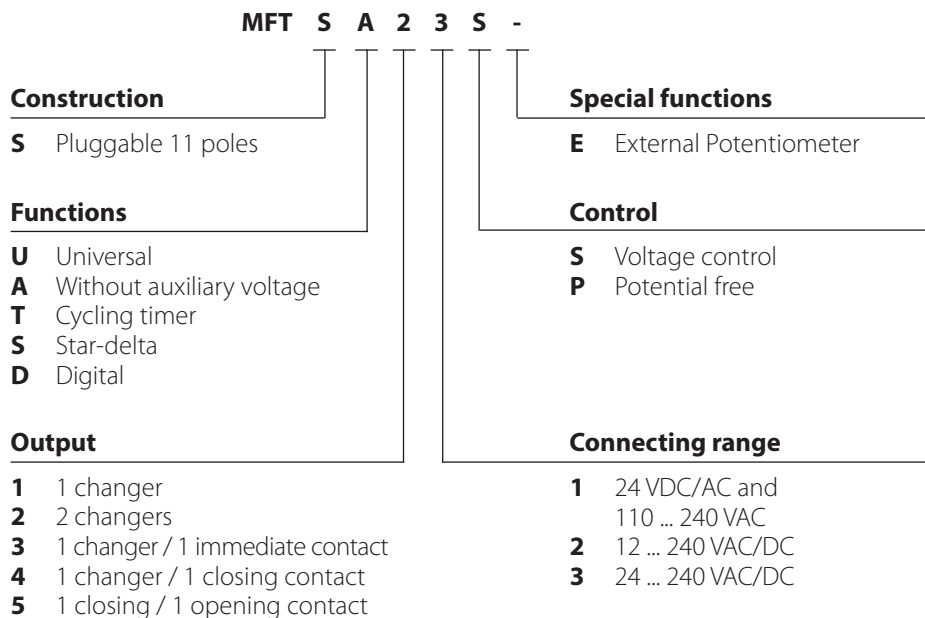 MFT S A 2 3 S -
Construction
S Pluggable 11 poles
Functions
U Universal
A Without auxiliary voltage
T Cycling timer
S Star-delta
D Digital
Output
1 1 changer
2 2 changers
3 1 changer / 1 immediate contact
4 1 changer / 1 closing contact
5 1 closing / 1 opening contact
Special functions
E External Potentiometer
Control
S Voltage control
P Potential free
Connecting range
1 24 VDC/AC and
110 ... 240 VAC
2 12 ... 240 VAC/DC
3 24 ... 240 VAC/DC